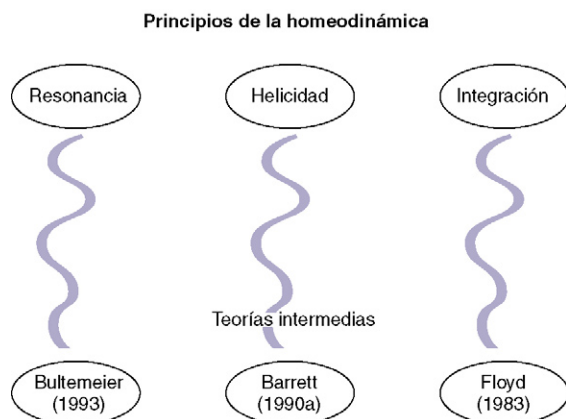 Principios de la homeodinámica
Resonancia
Helicidad
Integración
Teorías intermedias
Bultemeier
(1993)
Barrett
(1990a)
Floyd
(1983)